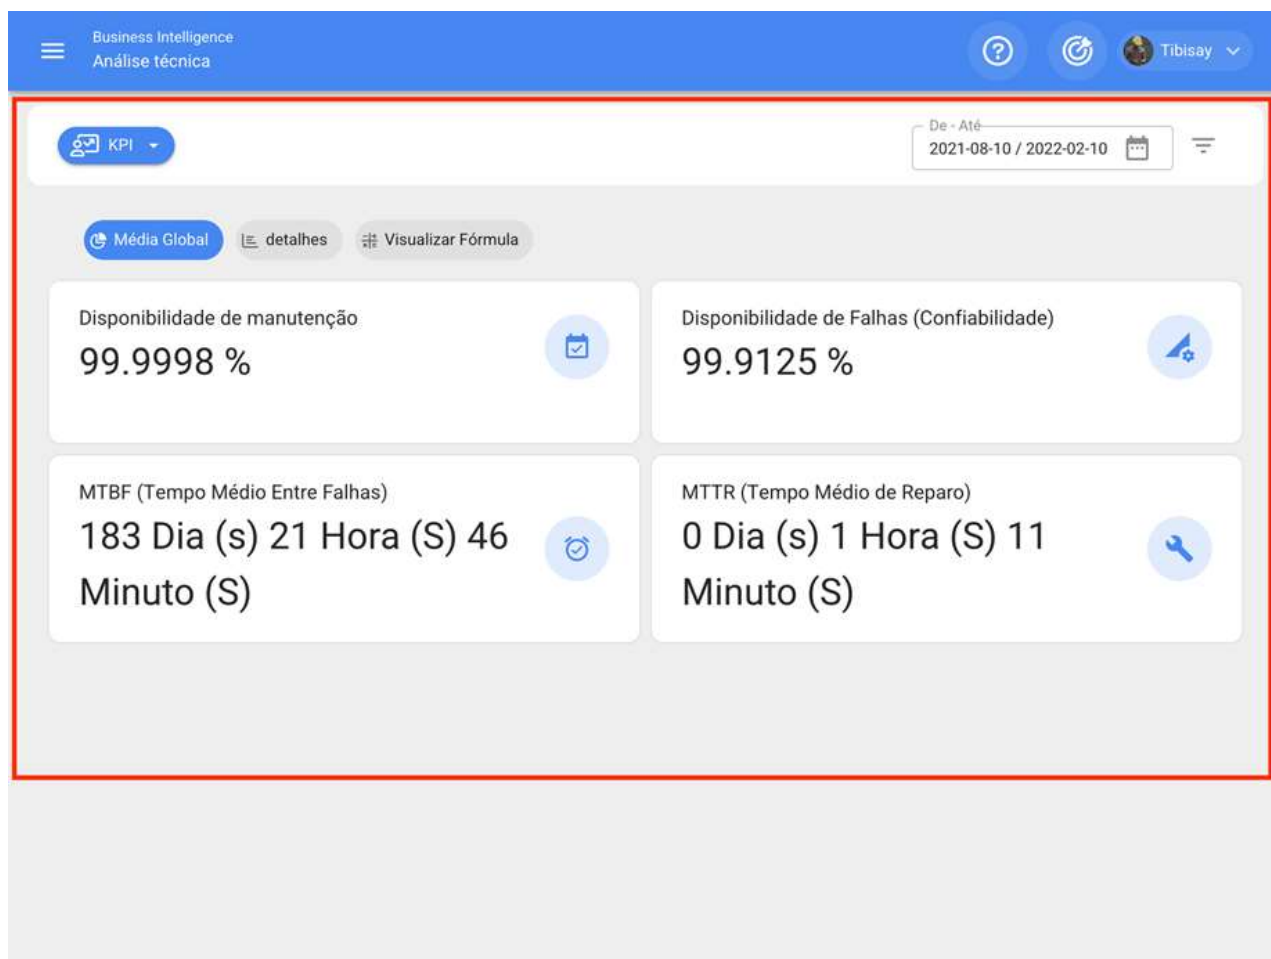 Business Intelligence
Análise técnica
Tibisay
KPI
De - Até
2021-08-10 / 2022-02-10
Média Global
detalhes
Visualizar Fórmula
Disponibilidade de manutenção
99.9998 %
Disponibilidade de Falhas (Confiabilidade)
99.9125 %
MTBF (Tempo Médio Entre Falhas)
183 Dia (s) 21 Hora (S) 46
Minuto (S)
MTTR (Tempo Médio de Reparo)
0 Dia (s) 1 Hora (S) 11
Minuto (S)